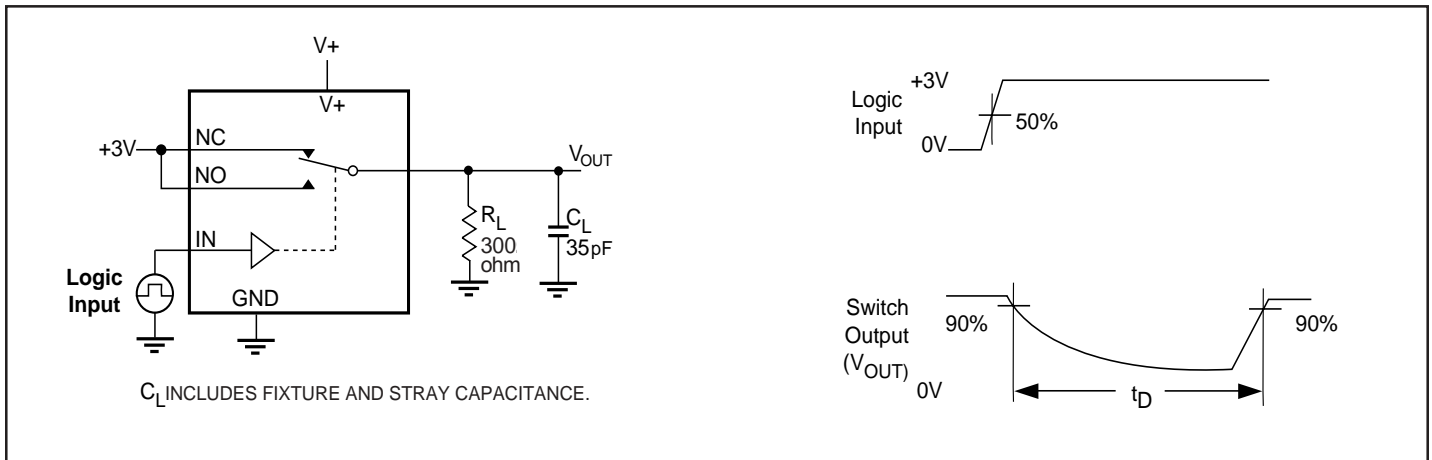 V+
V+
+3V
NC
NO
IN
GND
Logic
Input
VOUT
RL
300
ohm
CL
35pF
CL INCLUDES FIXTURE AND STRAY CAPACITANCE.
Logic
Input
+3V
0V
50%
Switch
Output
(VOUT)
90%
90%
0V
tD